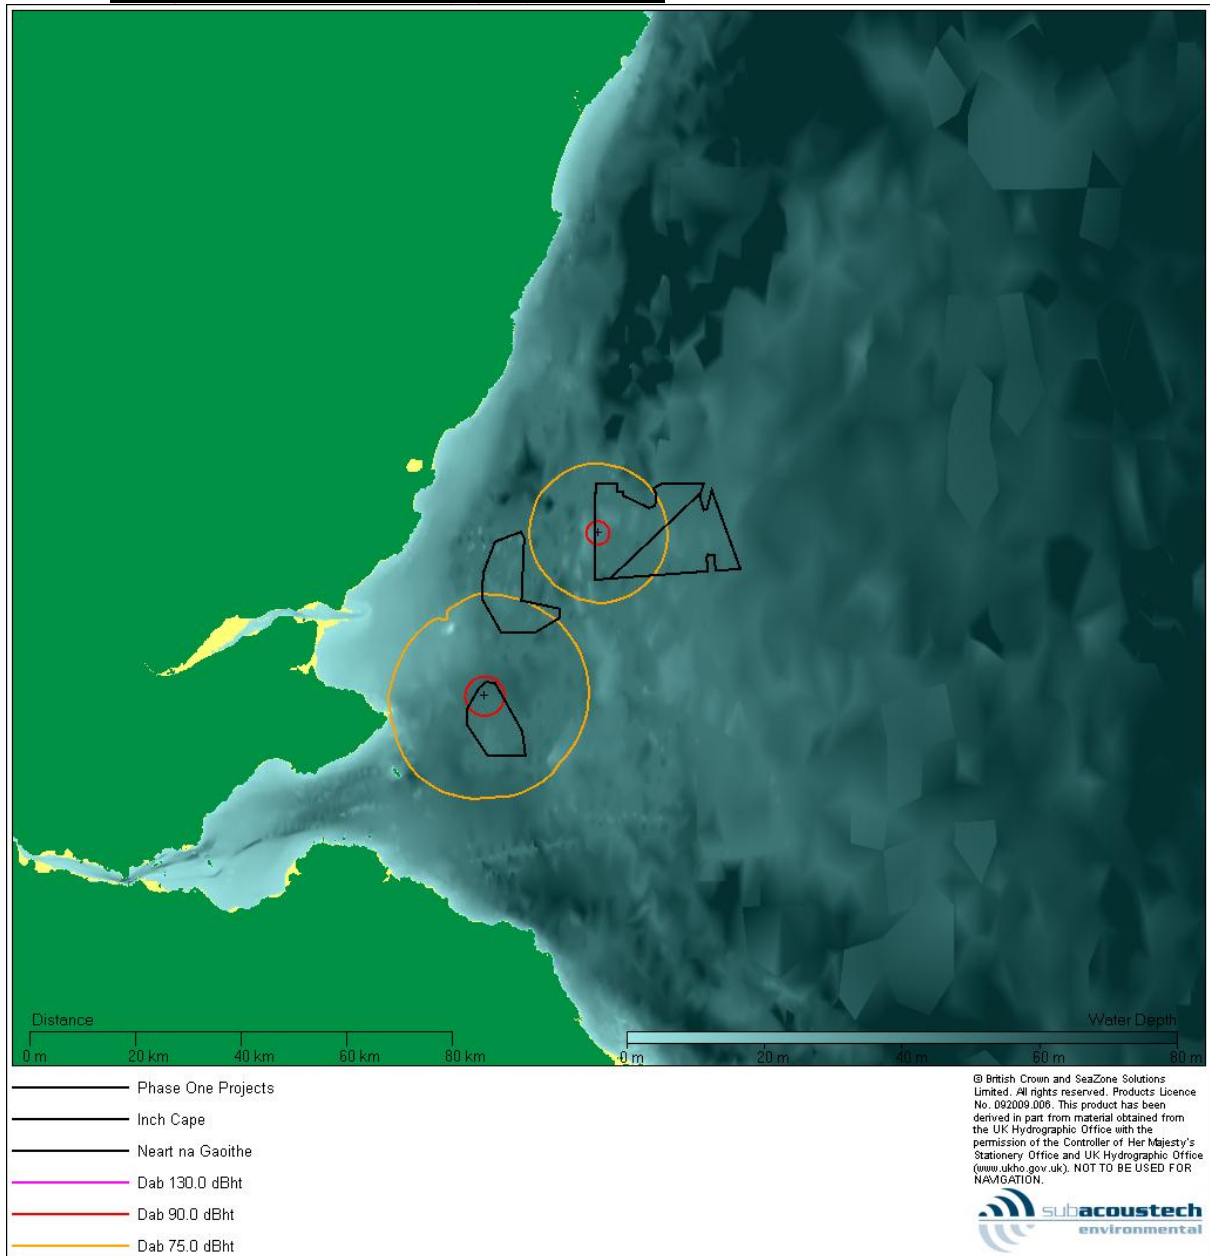 Distance
0 m 20 km 40 km 60 km 80 km
Water Depth
0 m 20 m 40 m 60 m 80 m
Phase One Projects
Inch Cape
Neart na Gaoithe
Dab 130.0 dBht
Dab 90.0 dBht
Dab 75.0 dBht
© British Crown and SeaZone Solutions
Limited. All rights reserved. Products Licence
No. 092009.006. This product has been
derived in part from material obtained from
the UK Hydrographic Office with the
permission of the Controller of Her Majesty's
Stationery Office and UK Hydrographic Office
(www.ukho.gov.uk). NOT TO BE USED FOR
NAVIGATION.
subacoustech
environmental